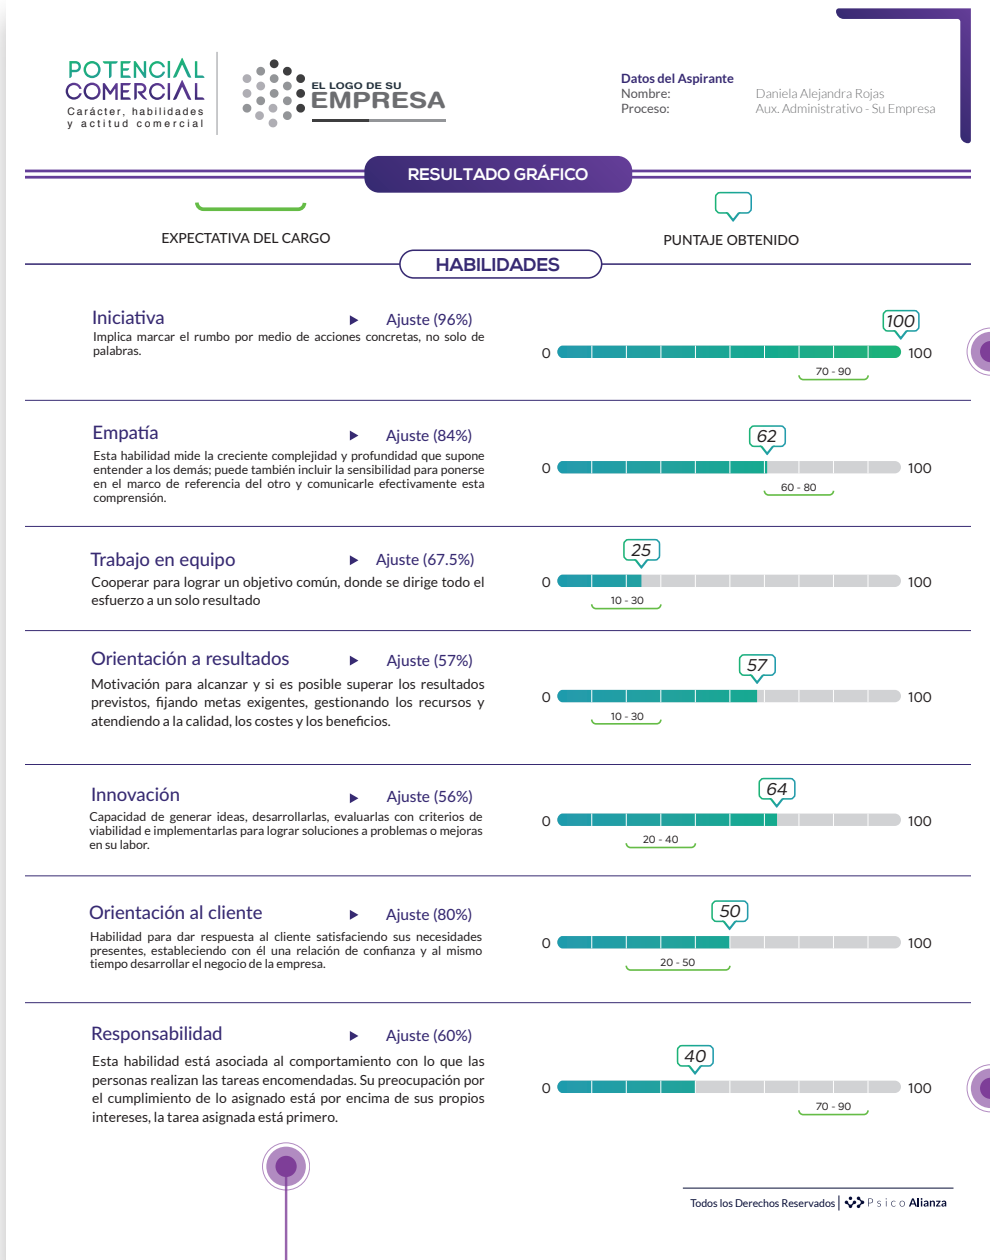 POTENCIAL
COMERCIAL
Carácter, habilidades
y actitud comercial
EL LOGO DE SU
EMPRESA
Datos del Aspirante
Nombre: Daniela Alejandra Rojas
Proceso: Aux. Administrativo - Su Empresa
RESULTADO GRÁFICO
EXPECTATIVA DEL CARGO
PUNTAJE OBTENIDO
HABILIDADES
Iniciativa
Ajuste (96%)
Implica marcar el rumbo por medio de acciones concretas, no solo de
palabras.
100
0 100
70 - 90
Empatía
Ajuste (84%)
Esta habilidad mide la creciente complejidad y profundidad que supone
entender a los demás; puede también incluir la sensibilidad para ponerse
en el marco de referencia del otro y comunicarle efectivamente esta
comprensión.
62
0 100
60 - 80
Trabajo en equipo
Ajuste (67.5%)
Cooperar para lograr un objetivo común, donde se dirige todo el
esfuerzo a un solo resultado
25
0 100
10 - 30
Orientación a resultados
Ajuste (57%)
Motivación para alcanzar y si es posible superar los resultados
previstos, fijando metas exigentes, gestionando los recursos y
atendiendo a la calidad, los costes y los beneficios.
57
0 100
10 - 30
Innovación
Ajuste (56%)
Capacidad de generar ideas, desarrollarlas, evaluarlas con criterios de
viabilidad e implementarlas para lograr soluciones a problemas o mejoras
en su labor.
64
0 100
20 - 40
Orientación al cliente
Ajuste (80%)
Habilidad para dar respuesta al cliente satisfaciendo sus necesidades
presentes, estableciendo con él una relación de confianza y al mismo
tiempo desarrollar el negocio de la empresa.
50
0 100
20 - 50
Responsabilidad
Ajuste (60%)
Esta habilidad está asociada al comportamiento con lo que las
personas realizan las tareas encomendadas. Su preocupación por
el cumplimiento de lo asignado está por encima de sus propios
intereses, la tarea asignada está primero.
40
0 100
70 - 90
Todos los Derechos Reservados | Psico Alianza